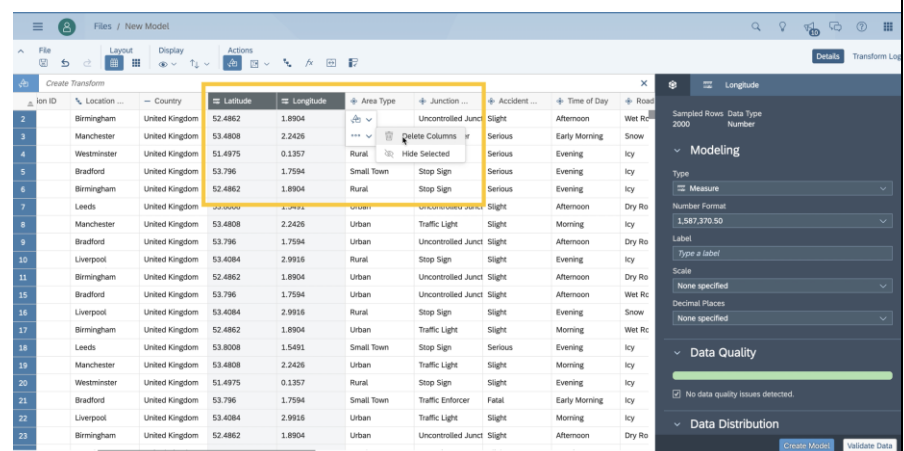 Files / New Model
10
File Layout Display Actions
fx
Details Transform Log
Create Transform
ion ID Location ... Country Latitude Longitude Area Type Junction ... Accident ... Time of Day Road
2 Birmingham United Kingdom 52.4862 1.8904 Uncontrolled Junct Slight Afternoon Wet Rc
3 Manchester United Kingdom 53.4808 2.2426 Delete Columns er Serious Early Morning Snow
4 Westminster United Kingdom 51.4975 0.1357 Rural Hide Selected Serious Evening Icy
5 Bradford United Kingdom 53.796 1.7594 Small Town Stop Sign Serious Evening Icy
6 Birmingham United Kingdom 52.4862 1.8904 Rural Stop Sign Serious Evening Icy
7 Leeds United Kingdom 53.8008 1.5491 Urban Uncontrolled Junct Slight Afternoon Dry Ro
8 Manchester United Kingdom 53.4808 2.2426 Urban Traffic Light Slight Morning Icy
9 Bradford United Kingdom 53.796 1.7594 Urban Uncontrolled Junct Slight Afternoon Dry Ro
10 Liverpool United Kingdom 53.4084 2.9916 Rural Stop Sign Slight Evening Icy
11 Birmingham United Kingdom 52.4862 1.8904 Urban Uncontrolled Junct Slight Afternoon Dry Ro
15 Bradford United Kingdom 53.796 1.7594 Urban Uncontrolled Junct Slight Afternoon Wet Rc
16 Liverpool United Kingdom 53.4084 2.9916 Rural Stop Sign Slight Evening Snow
17 Birmingham United Kingdom 52.4862 1.8904 Urban Traffic Light Slight Morning Wet Rc
18 Leeds United Kingdom 53.8008 1.5491 Small Town Stop Sign Serious Evening Icy
19 Manchester United Kingdom 53.4808 2.2426 Urban Traffic Light Slight Morning Icy
20 Westminster United Kingdom 51.4975 0.1357 Rural Stop Sign Slight Evening Icy
21 Bradford United Kingdom 53.796 1.7594 Small Town Traffic Enforcer Fatal Early Morning Icy
22 Liverpool United Kingdom 53.4084 2.9916 Urban Traffic Light Slight Morning Icy
23 Birmingham United Kingdom 52.4862 1.8904 Urban Uncontrolled Junct Slight Afternoon Dry Ro
Longitude
Sampled Rows Data Type
2000 Number
Modeling
Type
Measure
Number Format
1,587,370.50
Label
Type a label
Scale
None specified
Decimal Places
None specified
Data Quality
No data quality issues detected.
Data Distribution
Create Model Validate Data